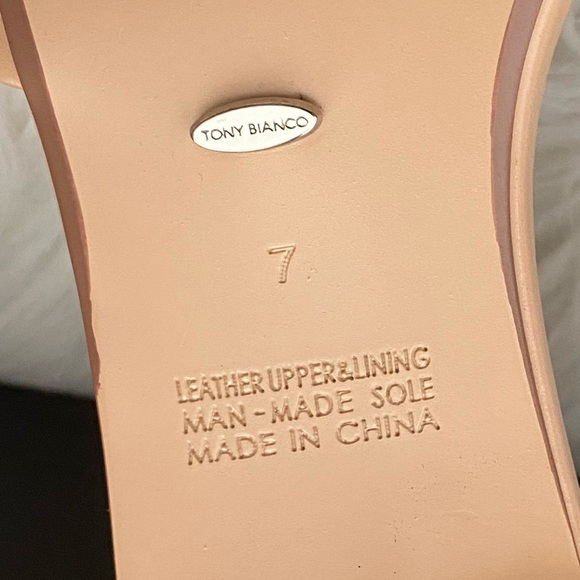 TONY BIANCO
7
LEATHER UPPER&LINING
MAN-MADE SOLE
MADE IN CHINA